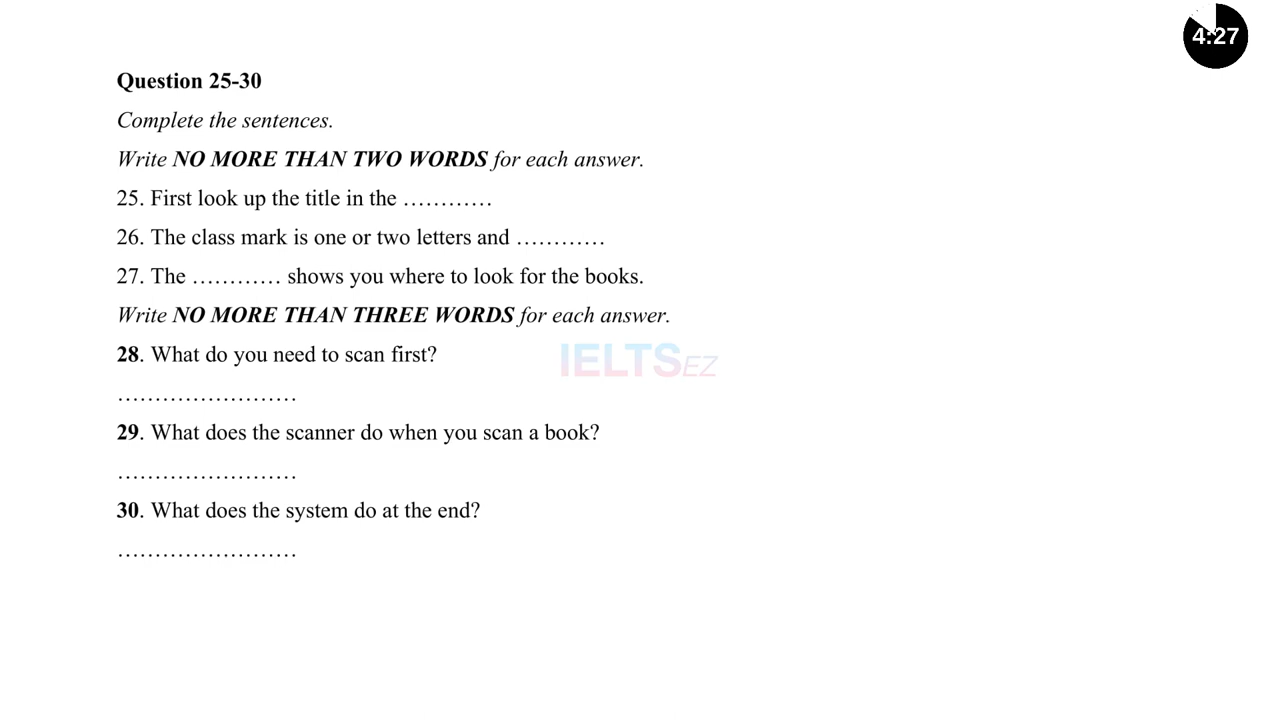 4:27
Question 25-30
Complete the sentences.
Write NO MORE THAN TWO WORDS for each answer.
25. First look up the title in the …………
26. The class mark is one or two letters and …………
27. The ………… shows you where to look for the books.
Write NO MORE THAN THREE WORDS for each answer.
28. What do you need to scan first?
IELTSEZ
……………………
29. What does the scanner do when you scan a book?
……………………
30. What does the system do at the end?
……………………